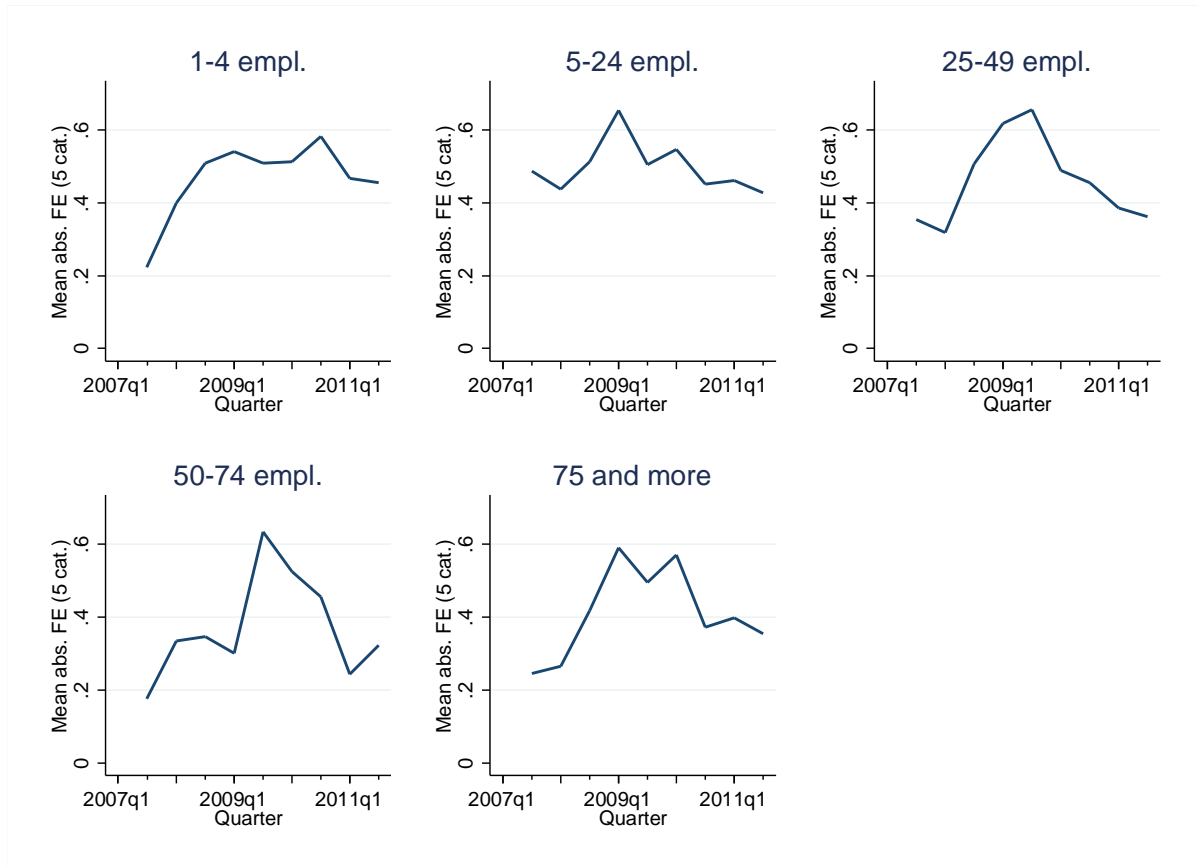 1-4 empl.
Mean abs. FE (5 cat.)
.6
.4
.2
0
2007q1 2009q1 2011q1
Quarter
5-24 empl.
Mean abs. FE (5 cat.)
.6
.4
.2
0
2007q1 2009q1 2011q1
Quarter
25-49 empl.
Mean abs. FE (5 cat.)
.6
.4
.2
0
2007q1 2009q1 2011q1
Quarter
50-74 empl.
Mean abs. FE (5 cat.)
.6
.4
.2
0
2007q1 2009q1 2011q1
Quarter
75 and more
Mean abs. FE (5 cat.)
.6
.4
.2
0
2007q1 2009q1 2011q1
Quarter